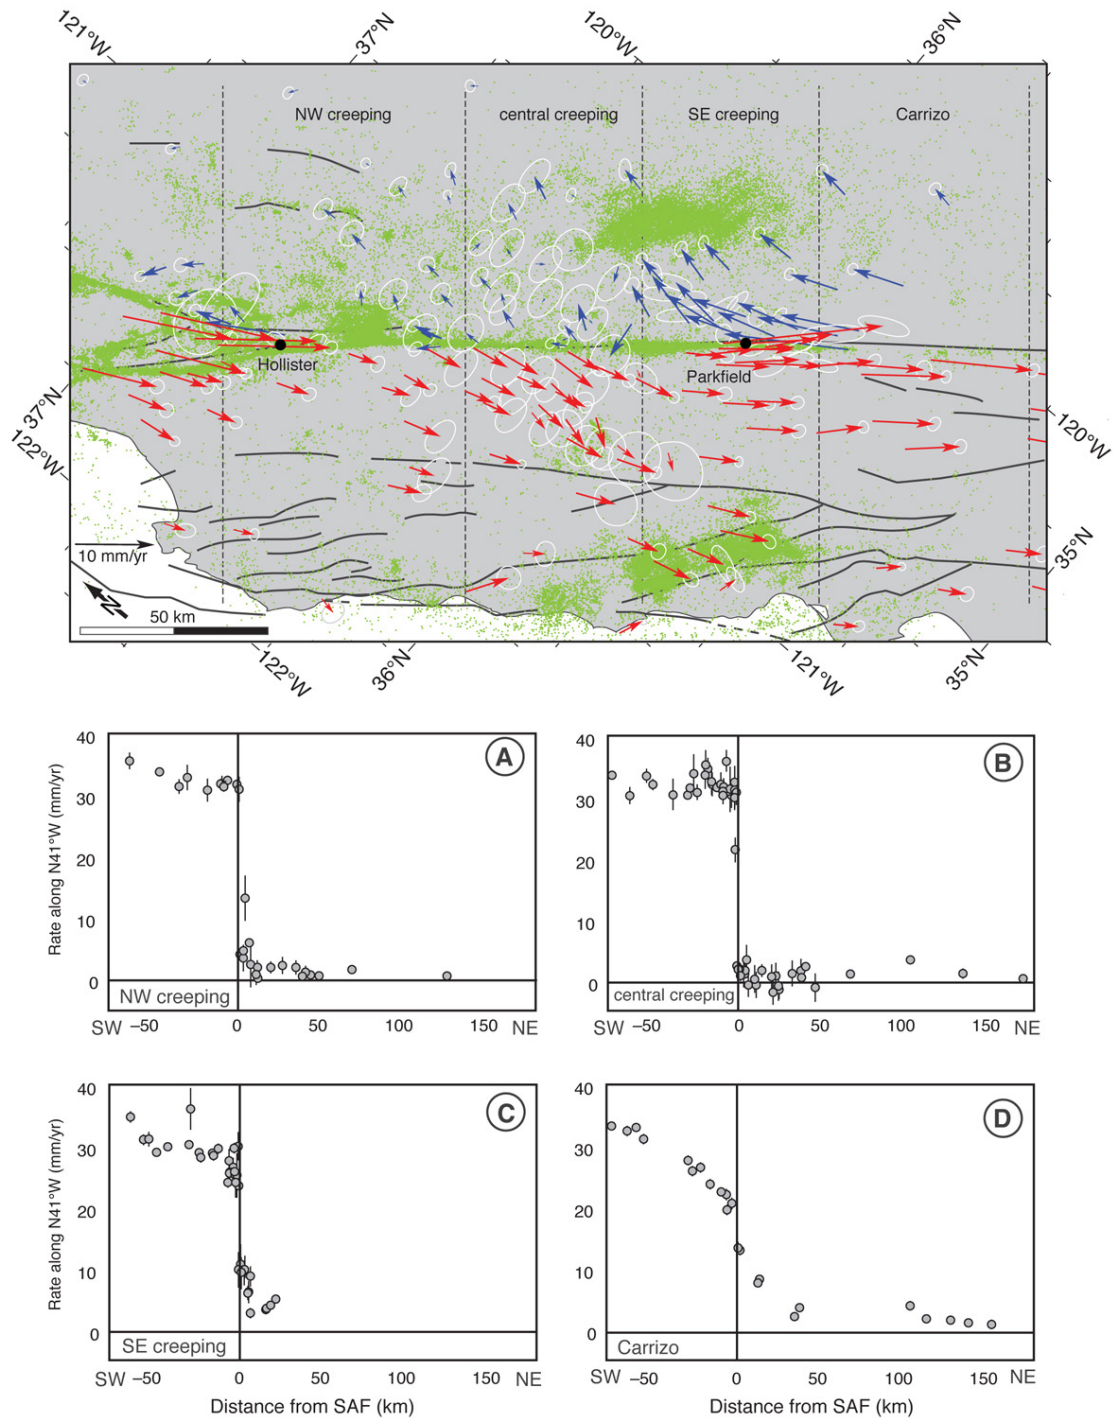 121°W
37°N
120°W
36°N
NW creeping
central creeping
SE creeping
Carrizo
Hollister
Parkfield
37°N
122°W
120°W
35°N
10 mm/yr
N
50 km
122°W
36°N
121°W
35°N
40
30
20
10
0
Rate along N41°W (mm/yr)
A
NW creeping
SW −50 0 50 100 150 NE
40
30
20
10
0
B
central creeping
SW −50 0 50 100 150 NE
40
30
20
10
0
Rate along N41°W (mm/yr)
C
SE creeping
SW −50 0 50 100 150 NE
Distance from SAF (km)
40
30
20
10
0
D
Carrizo
SW −50 0 50 100 150 NE
Distance from SAF (km)